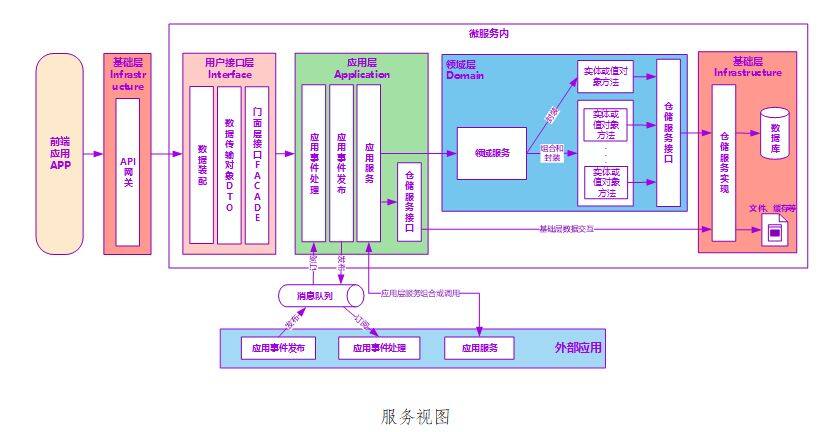 微服务内
前端
应用
APP
基础层
Infrastr
ucture
API
网关
用户接口层
Interface
数据装配
数据传输对象DTO
门面层接口FACADE
应用层
Application
应用事件处理
应用事件发布
应用服务
仓储服务接口
领域层
Domain
领域服务
封装
组合和
封装
实体或值对
象方法
实体或
值对象
方法
实体或
值对象
方法
仓储服务接口
基础层
Infrastructure
仓储服务实现
数据库
文件、缓存等
基础层数据交互
订阅
发布
消息队列
应用层服务组合或调用
发布
订阅
应用事件发布
应用事件处理
应用服务
外部应用
服务视图